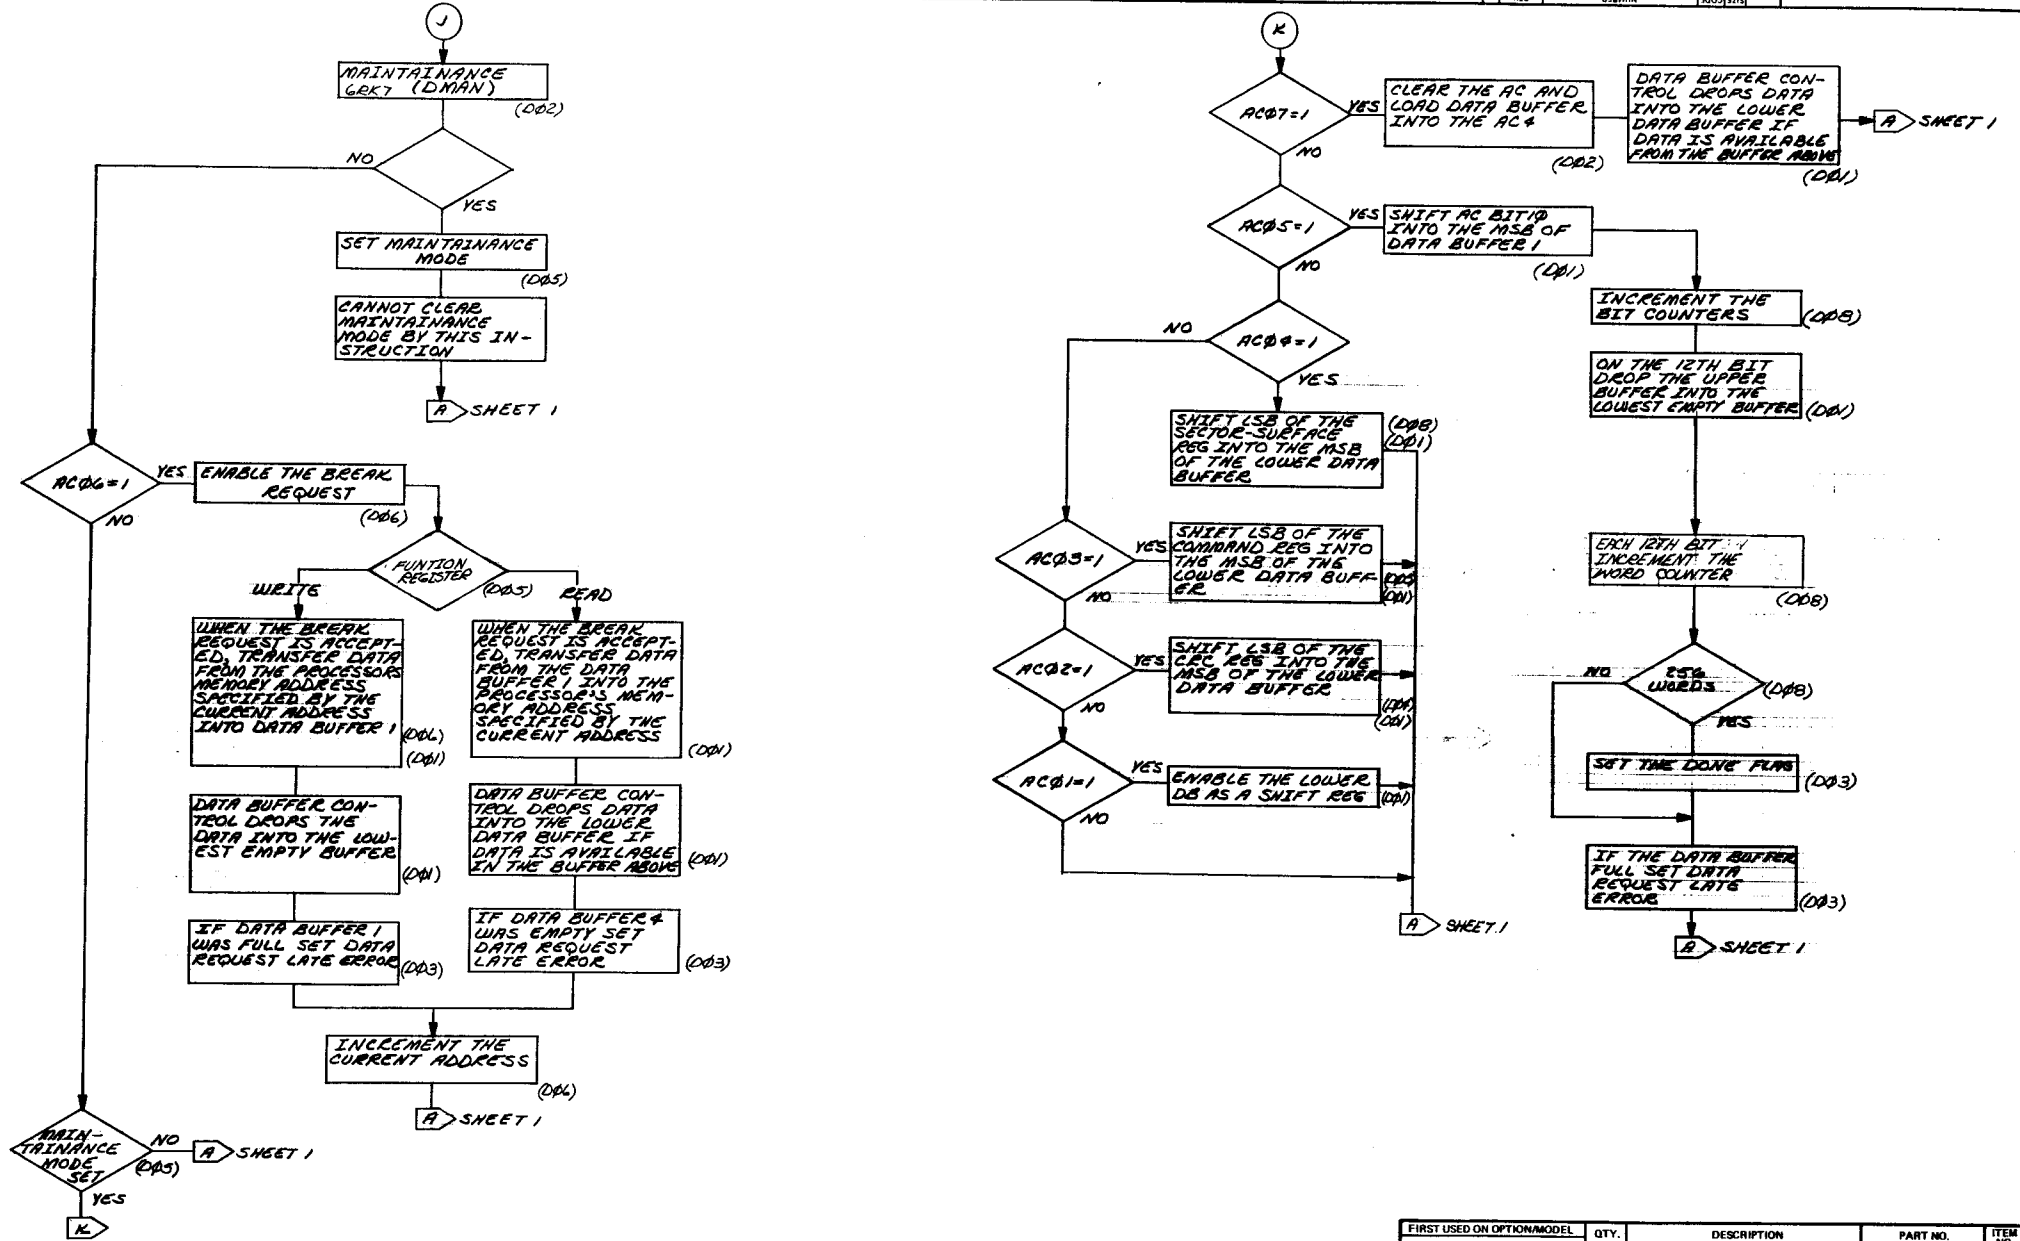 J
MAINTAINANCE
6RK7 (DMAN)
(DØ2)
NO
YES
SET MAINTAINANCE
MODE
(DØ5)
CANNOT CLEAR
MAINTAINANCE
MODE BY THIS IN-
STRUCTION
A SHEET 1
ACØ6=1
YES
NO
ENABLE THE BREAK
REQUEST
(DØ6)
FUNTION
REGISTER
(DØ5)
WRITE
READ
WHEN THE BREAK
REQUEST IS ACCEPT-
ED, TRANSFER DATA
FROM THE PROCESSORS
MEMORY ADDRESS
SPECIFIED BY THE
CURRENT ADDRESS
INTO DATA BUFFER 1
(DØ6)
(DØ1)
WHEN THE BREAK
REQUEST IS ACCEPT-
ED, TRANSFER DATA
FROM THE DATA
BUFFER 1 INTO THE
PROCESSOR'S MEM-
ORY ADDRESS
SPECIFIED BY THE
CURRENT ADDRESS
(DØ1)
DATA BUFFER CON-
TROL DROPS THE
DATA INTO THE LOW-
EST EMPTY BUFFER
(DØ1)
DATA BUFFER CON-
TROL DROPS DATA
INTO THE LOWER
DATA BUFFER IF
DATA IS AVAILABLE
IN THE BUFFER ABOVE
(DØ1)
IF DATA BUFFER 1
WAS FULL SET DATA
REQUEST LATE ERROR
(DØ3)
IF DATA BUFFER 4
WAS EMPTY SET
DATA REQUEST
LATE ERROR
(DØ3)
INCREMENT THE
CURRENT ADDRESS
(DØ6)
A SHEET 1
MAIN-
TAINANCE
MODE
SET
(DØ5)
NO
A SHEET 1
YES
K
K
ACØ7=1
YES
NO
CLEAR THE AC AND
LOAD DATA BUFFER
INTO THE AC4
(DØ2)
DATA BUFFER CON-
TROL DROPS DATA
INTO THE LOWER
DATA BUFFER IF
DATA IS AVAILABLE
FROM THE BUFFER ABOVE
(DØ1)
A SHEET 1
ACØ5=1
YES
NO
SHIFT AC BIT 1Ø
INTO THE MSB OF
DATA BUFFER 1
(DØ1)
INCREMENT THE
BIT COUNTERS
(DØ8)
ON THE 12TH BIT
DROP THE UPPER
BUFFER INTO THE
LOWEST EMPTY BUFFER
(DØ1)
EACH 12TH BIT
INCREMENT THE
WORD COUNTER
(DØ8)
256
WORDS
(DØ8)
NO
YES
SET THE DONE FLAG
(DØ3)
IF THE DATA BUFFER
FULL SET DATA
REQUEST LATE
ERROR
(DØ3)
A SHEET 1
ACØ4=1
NO
YES
SHIFT LSB OF THE
SECTOR-SURFACE
REG INTO THE MSB
OF THE LOWER DATA
BUFFER
(DØ8)
(DØ1)
ACØ3=1
YES
NO
SHIFT LSB OF THE
COMMAND REG INTO
THE MSB OF THE
LOWER DATA BUFF-
ER
(DØ5
(DØ1)
ACØ2=1
YES
NO
SHIFT LSB OF THE
CRC REG INTO THE
MSB OF THE LOWER
DATA BUFFER
(DØ1)
ACØ1=1
YES
NO
ENABLE THE LOWER
DB AS A SHIFT REG
(DØ1)
A SHEET 1
FIRST USED ON OPTION/MODEL
QTY.
DESCRIPTION
PART NO.
ITEM